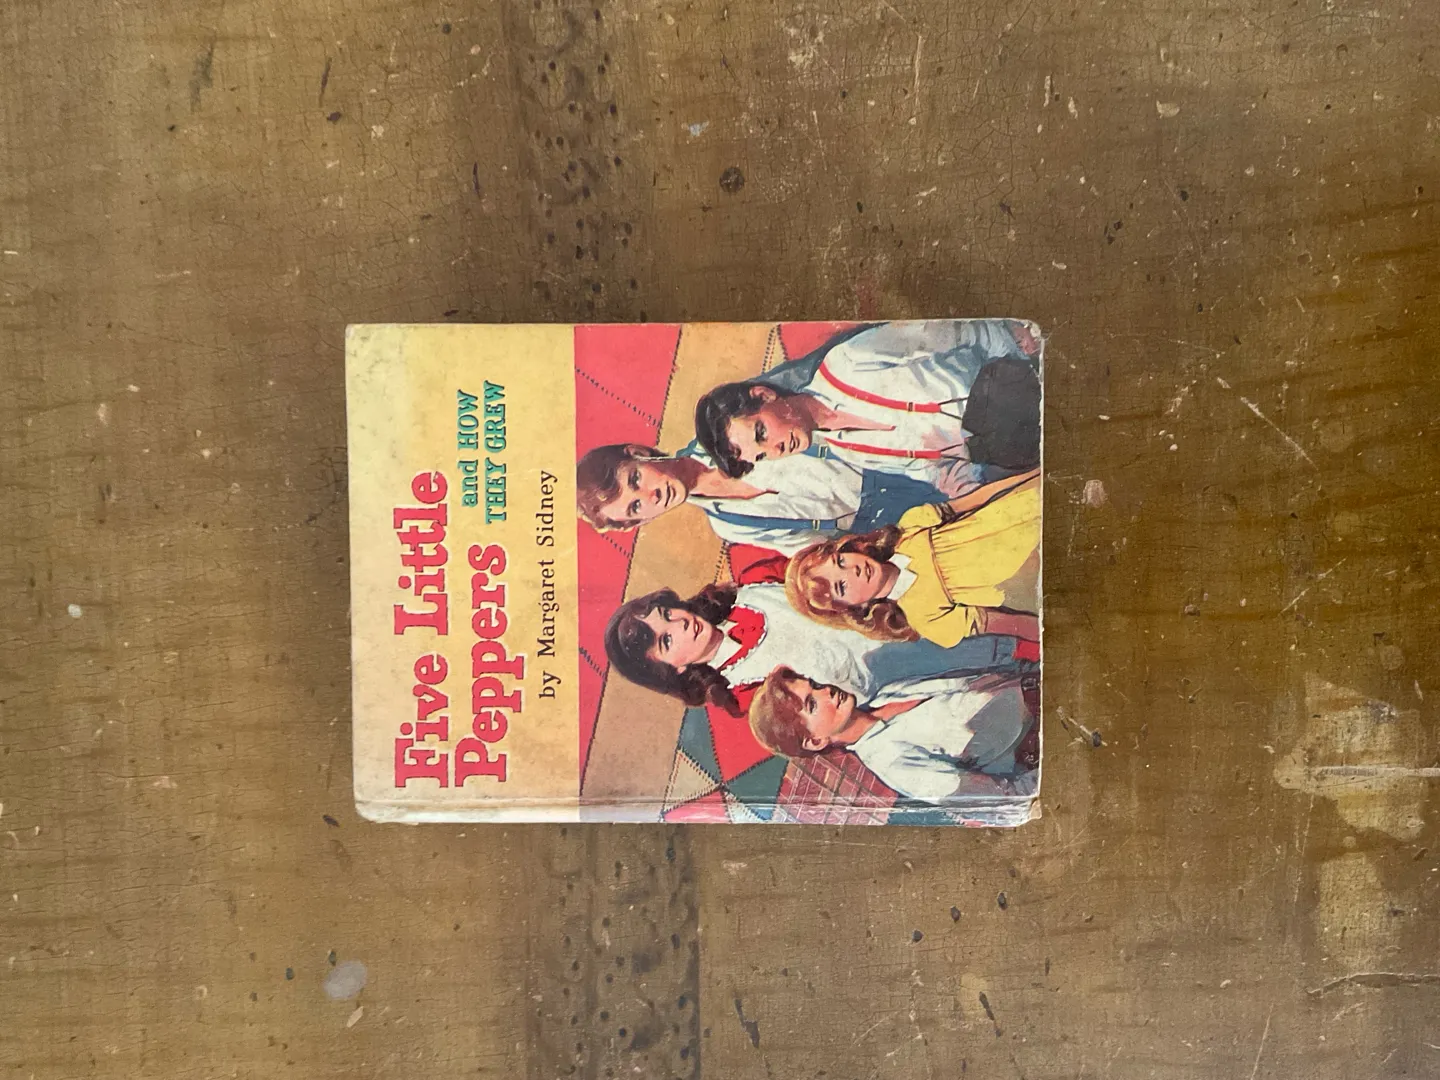 Five Little
Peppers
and HOW
THEY GREW
by Margaret Sidney